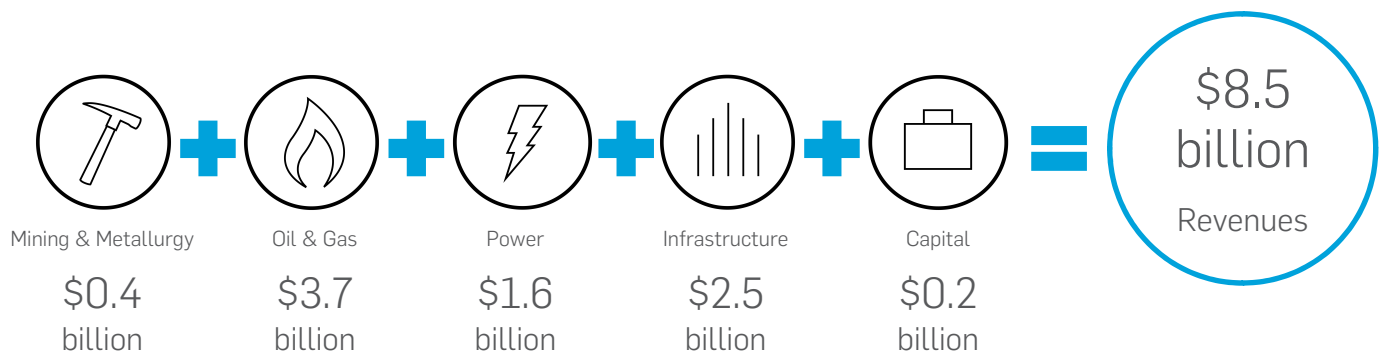 Mining & Metallurgy
$0.4
billion
Oil & Gas
$3.7
billion
Power
$1.6
billion
Infrastructure
$2.5
billion
Capital
$0.2
billion
$8.5
billion
Revenues